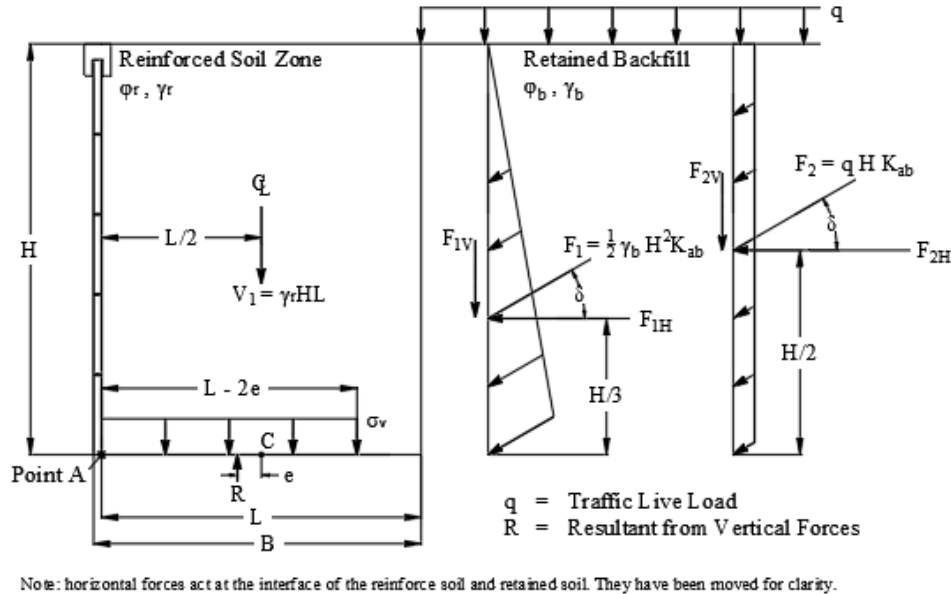 q
Reinforced Soil Zone
φr , γr
Retained Backfill
φb , γb
℄
L/2
V1 = γrHL
H
F1V
F1 = ½ γb H²Kab
δ
F1H
H/3
F2V
F2 = q H Kab
δ
F2H
H/2
L - 2e
σv
C
Point A
R
e
L
B
q = Traffic Live Load
R = Resultant from Vertical Forces
Note: horizontal forces act at the interface of the reinforce soil and retained soil. They have been moved for clarity.